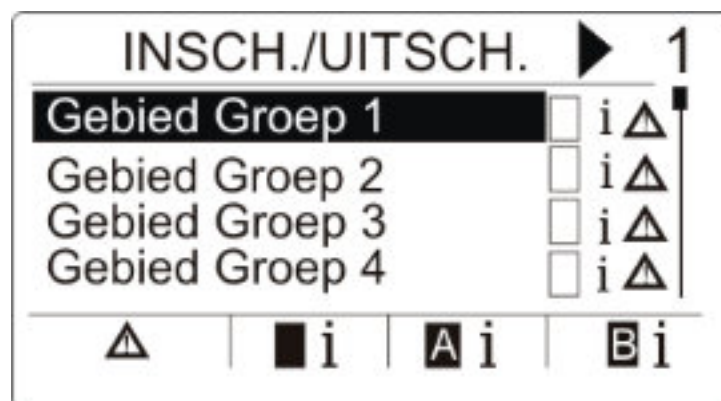 INSCH./UITSCH. ▶ 1
Gebied Groep 1 i
Gebied Groep 2 i
Gebied Groep 3 i
Gebied Groep 4 i
i A i B i